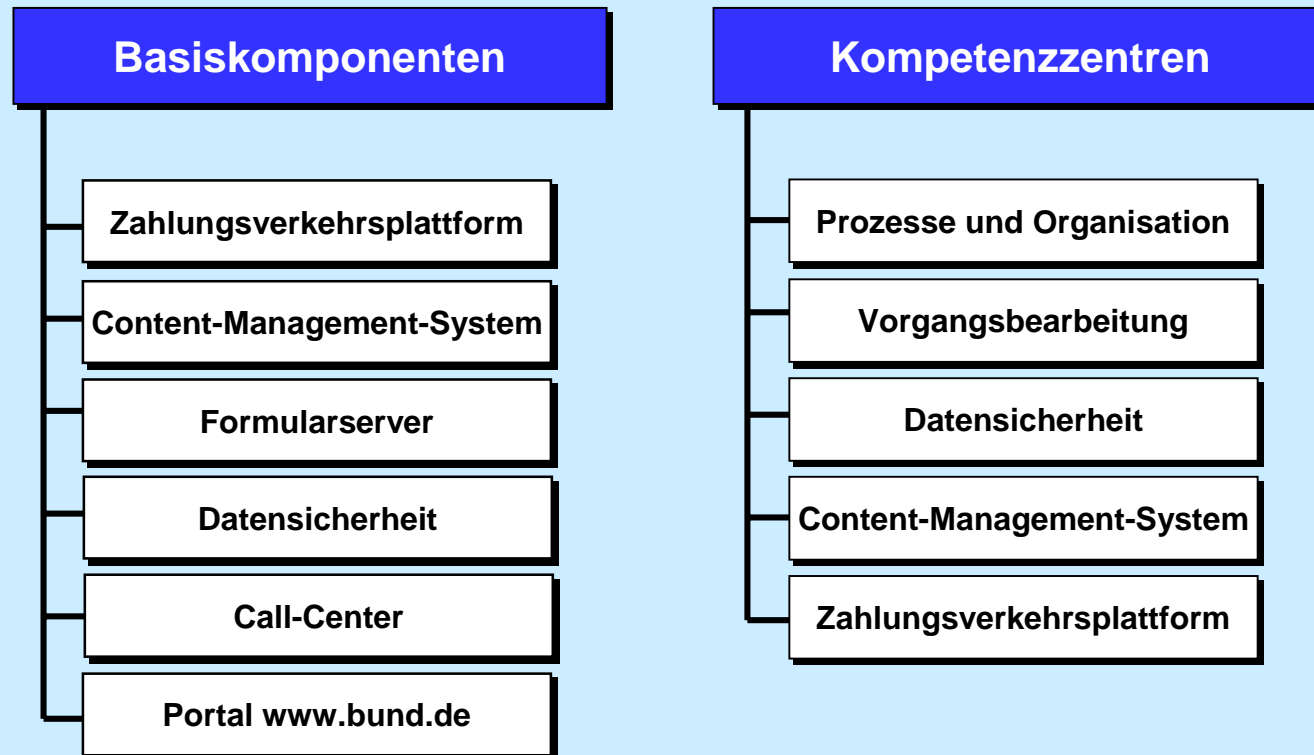 Basiskomponenten
Zahlungsverkehrsplattform
Content-Management-System
Formularserver
Datensicherheit
Call-Center
Portal www.bund.de
Kompetenzzentren
Prozesse und Organisation
Vorgangsbearbeitung
Datensicherheit
Content-Management-System
Zahlungsverkehrsplattform